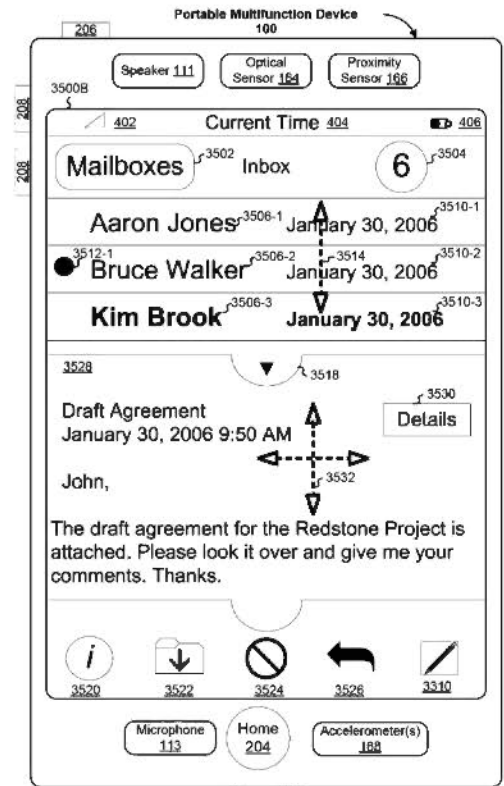 Portable Multifunction Device
100
206
Speaker 111
Optical
Sensor 164
Proximity
Sensor 166
208
208
3500B
402
Current Time 404
406
Mailboxes
3502
Inbox
6
3504
Aaron Jones
3506-1
January 30, 2006
3510-1
3512-1
Bruce Walker
3506-2
January 30, 2006
3514
3510-2
Kim Brook
3506-3
January 30, 2006
3510-3
3528
3518
3530
Draft Agreement
Details
January 30, 2006 9:50 AM
3532
John,
The draft agreement for the Redstone Project is
attached. Please look it over and give me your
comments. Thanks.
i
3520
3522
3524
3526
3310
Microphone
113
Home
204
Accelerometer(s)
168